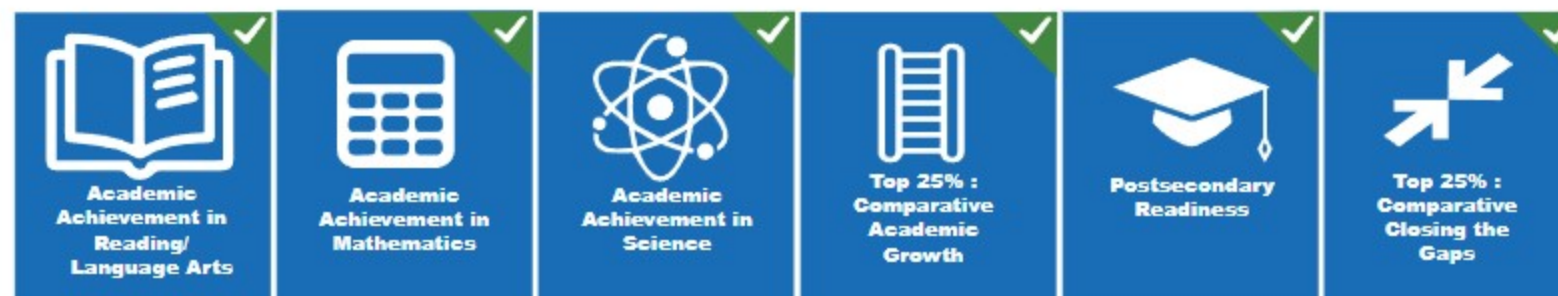 Academic
Achievement in
Reading/
Language Arts
Academic
Achievement in
Mathematics
Academic
Achievement in
Science
Top 25% :
Comparative
Academic
Growth
Postsecondary
Readiness
Top 25% :
Comparative
Closing the
Gaps